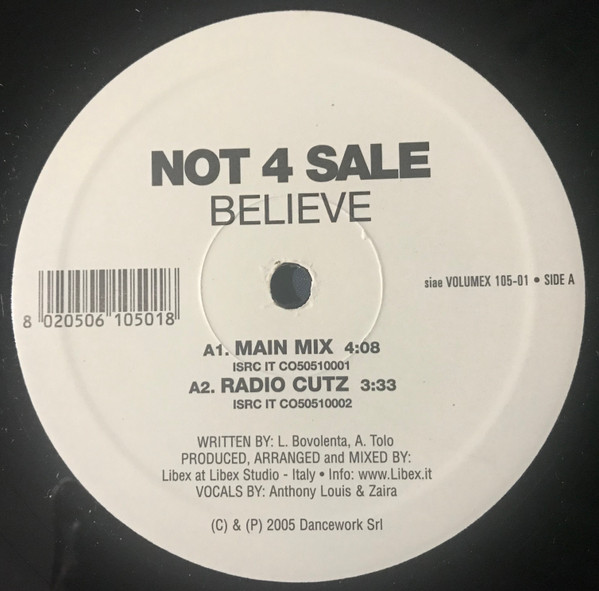 NOT 4 SALE
BELIEVE
siae VOLUMEX 105-01 • SIDE A
8 020506 105018
A1. MAIN MIX 4:08
ISRC IT CO50510001
A2. RADIO CUTZ 3:33
ISRC IT CO50510002
WRITTEN BY: L. Bovolenta, A. Tolo
PRODUCED, ARRANGED and MIXED BY:
Libex at Libex Studio - Italy • Info: www.Libex.it
VOCALS BY: Anthony Louis & Zaira
(C) & (P) 2005 Dancework Srl